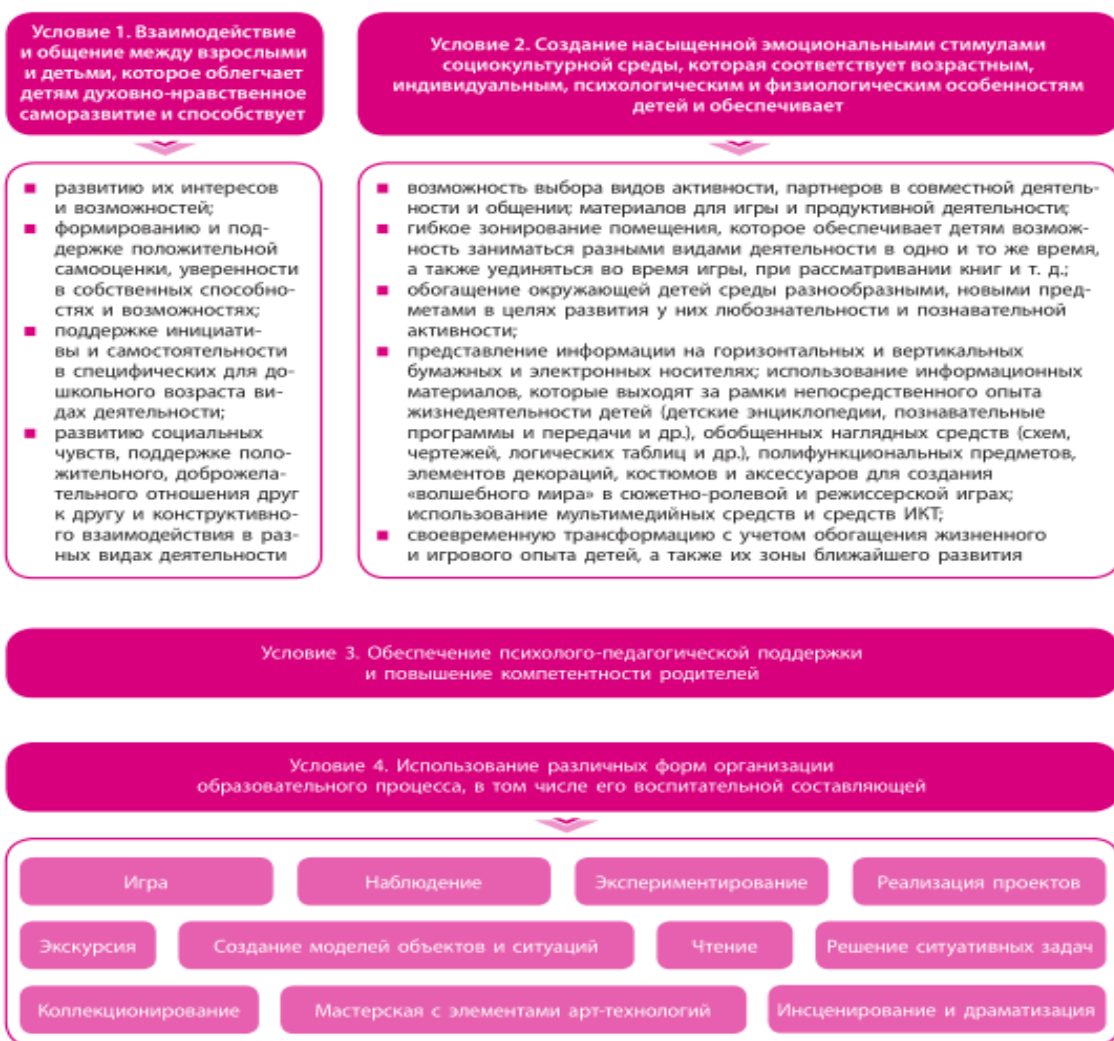 Условие 1. Взаимодействие
и общение между взрослыми
и детьми, которое облегчает
детям духовно-нравственное
саморазвитие и способствует
развитию их интересов
и возможностей;
формированию и под-
держке положительной
самооценки, уверенности
в собственных способно-
стях и возможностях;
поддержке инициати-
вы и самостоятельности
в специфических для до-
школьного возраста ви-
дах деятельности;
развитию социальных
чувств, поддержке поло-
жительного, доброжела-
тельного отношения друг
к другу и конструктивно-
го взаимодействия в раз-
ных видах деятельности
Условие 2. Создание насыщенной эмоциональными стимулами
социокультурной среды, которая соответствует возрастным,
индивидуальным, психологическим и физиологическим особенностям
детей и обеспечивает
возможность выбора видов активности, партнеров в совместной деятель-
ности и общении; материалов для игры и продуктивной деятельности;
гибкое зонирование помещения, которое обеспечивает детям возмож-
ность заниматься разными видами деятельности в одно и то же время,
а также уединяться во время игры, при рассматривании книг и т. д.;
обогащение окружающей детей среды разнообразными, новыми пред-
метами в целях развития у них любознательности и познавательной
активности;
представление информации на горизонтальных и вертикальных
бумажных и электронных носителях; использование информационных
материалов, которые выходят за рамки непосредственного опыта
жизнедеятельности детей (детские энциклопедии, познавательные
программы и передачи и др.), обобщенных наглядных средств (схем,
чертежей, логических таблиц и др.), полифункциональных предметов,
элементов декораций, костюмов и аксессуаров для создания
«волшебного мира» в сюжетно-ролевой и режиссерской играх;
использование мультимедийных средств и средств ИКТ;
своевременную трансформацию с учетом обогащения жизненного
и игрового опыта детей, а также их зоны ближайшего развития
Условие 3. Обеспечение психолого-педагогической поддержки
и повышение компетентности родителей
Условие 4. Использование различных форм организации
образовательного процесса, в том числе его воспитательной составляющей
Игра
Наблюдение
Экспериментирование
Реализация проектов
Экскурсия
Создание моделей объектов и ситуаций
Чтение
Решение ситуативных задач
Коллекционирование
Мастерская с элементами арт-технологий
Инсценирование и драматизация